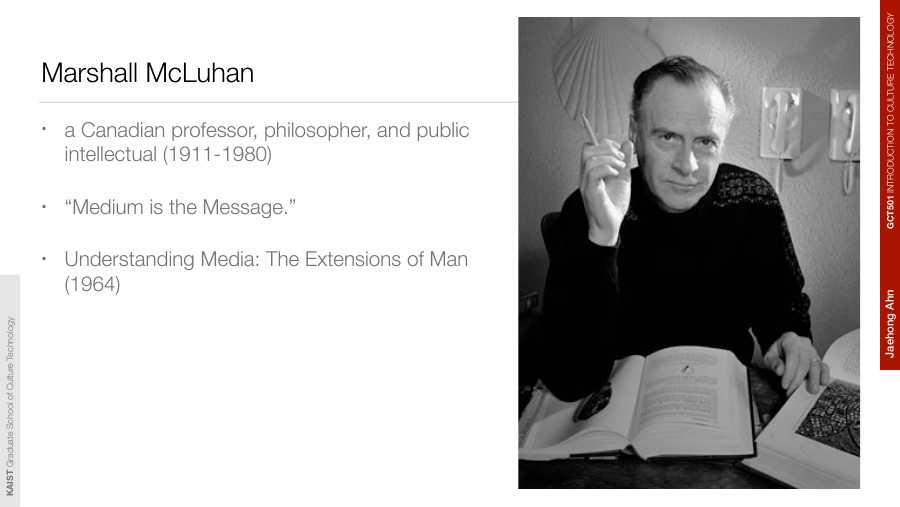 Marshall McLuhan
• a Canadian professor, philosopher, and public
intellectual (1911-1980)
• “Medium is the Message.”
• Understanding Media: The Extensions of Man
(1964)
KAIST Graduate School of Culture Technology
GCT501 INTRODUCTION TO CULTURE TECHNOLOGY
Jaehong Ahn